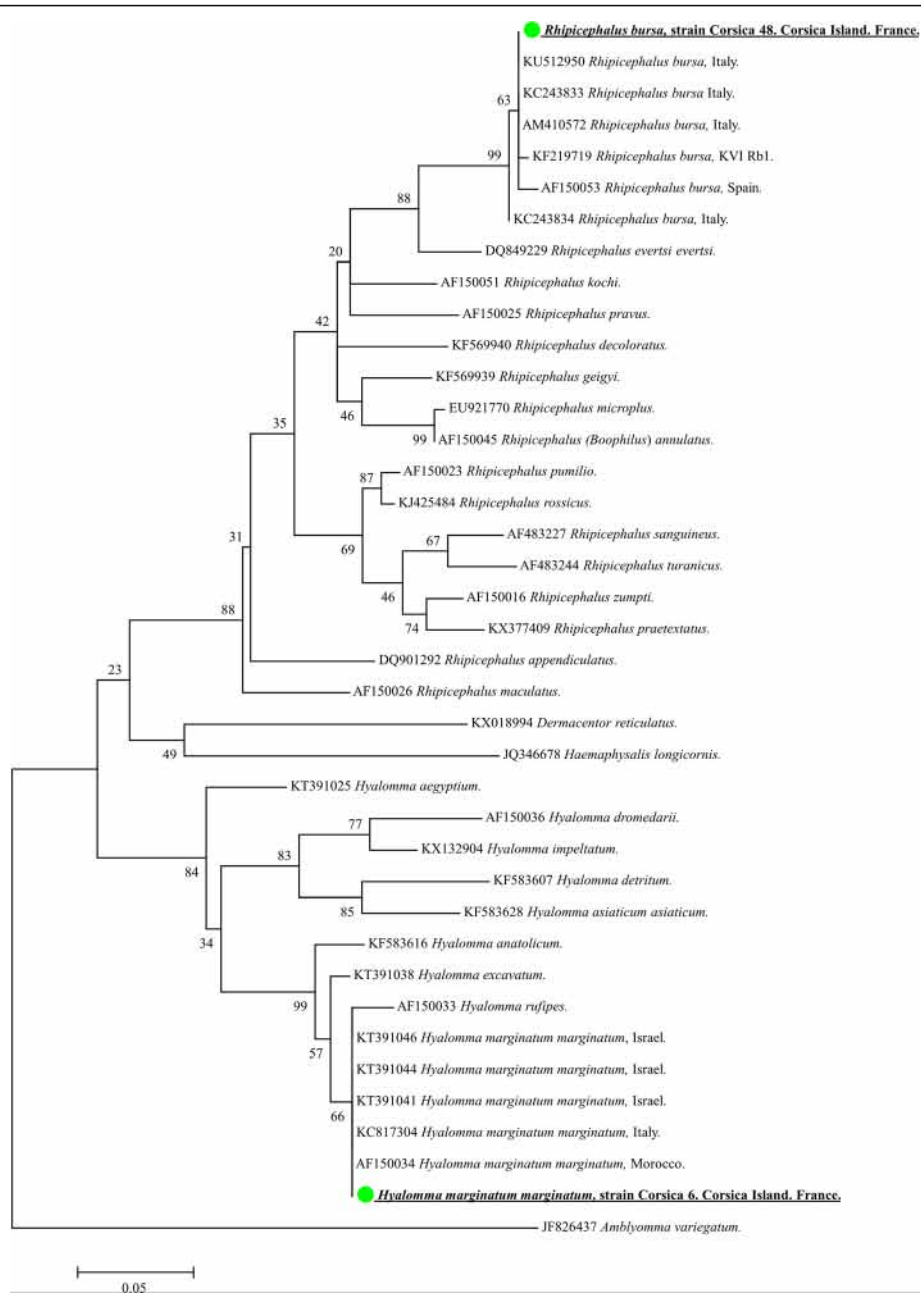 Rhipicephalus bursa, strain Corsica 48. Corsica Island. France.
KU512950 Rhipicephalus bursa, Italy.
KC243833 Rhipicephalus bursa Italy.
63
AM410572 Rhipicephalus bursa, Italy.
KF219719 Rhipicephalus bursa, KVI Rb1.
99
AF150053 Rhipicephalus bursa, Spain.
88
KC243834 Rhipicephalus bursa, Italy.
20
DQ849229 Rhipicephalus evertsi evertsi.
AF150051 Rhipicephalus kochi.
42
AF150025 Rhipicephalus pravus.
KF569940 Rhipicephalus decoloratus.
KF569939 Rhipicephalus geigyi.
35
46
EU921770 Rhipicephalus microplus.
99
AF150045 Rhipicephalus (Boophilus) annulatus.
87
AF150023 Rhipicephalus pumilio.
KJ425484 Rhipicephalus rossicus.
31
69
67
AF483227 Rhipicephalus sanguineus.
AF483244 Rhipicephalus turanicus.
88
46
AF150016 Rhipicephalus zumpti.
74
KX377409 Rhipicephalus praetextatus.
23
DQ901292 Rhipicephalus appendiculatus.
AF150026 Rhipicephalus maculatus.
KX018994 Dermacentor reticulatus.
49
JQ346678 Haemaphysalis longicornis.
KT391025 Hyalomma aegyptium.
77
AF150036 Hyalomma dromedarii.
83
KX132904 Hyalomma impeltatum.
84
KF583607 Hyalomma detritum.
85
KF583628 Hyalomma asiaticum asiaticum.
34
KF583616 Hyalomma anatolicum.
KT391038 Hyalomma excavatum.
99
AF150033 Hyalomma rufipes.
57
KT391046 Hyalomma marginatum marginatum, Israel.
KT391044 Hyalomma marginatum marginatum, Israel.
66
KT391041 Hyalomma marginatum marginatum, Israel.
KC817304 Hyalomma marginatum marginatum, Italy.
AF150034 Hyalomma marginatum marginatum, Morocco.
Hyalomma marginatum marginatum, strain Corsica 6. Corsica Island. France.
JF826437 Amblyomma variegatum.
0.05